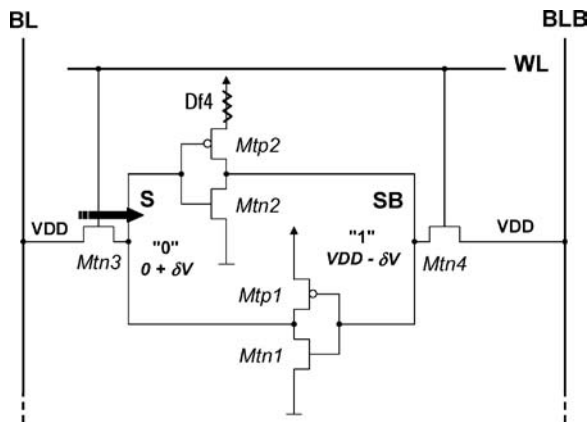 BL
BLB
WL
Df4
Mtp2
S
Mtn2
SB
VDD
VDD
"0"
"1"
Mtn3
0 + δV
VDD - δV
Mtn4
Mtp1
Mtn1